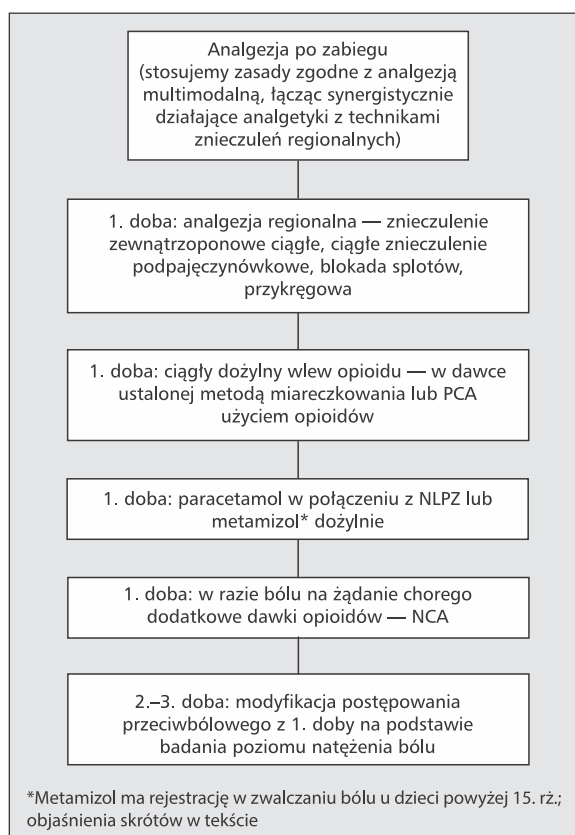 Analgezja po zabiegu
(stosujemy zasady zgodne z analgezją
multimodalną, łącząc synergistycznie
działające analgetyki z technikami
znieczuleń regionalnych)
1. doba: analgezja regionalna — znieczulenie
zewnątrzoponowe ciągłe, ciągłe znieczulenie
podpajęczynówkowe, blokada splotów,
przykręgowa
1. doba: ciągły dożylny wlew opioidu — w dawce
ustalonej metodą miareczkowania lub PCA
użyciem opioidów
1. doba: paracetamol w połączeniu z NLPZ lub
metamizol* dożylnie
1. doba: w razie bólu na żądanie chorego
dodatkowe dawki opioidów — NCA
2.–3. doba: modyfikacja postępowania
przeciwbólowego z 1. doby na podstawie
badania poziomu natężenia bólu
*Metamizol ma rejestrację w zwalczaniu bólu u dzieci powyżej 15. rż.;
objaśnienia skrótów w tekście